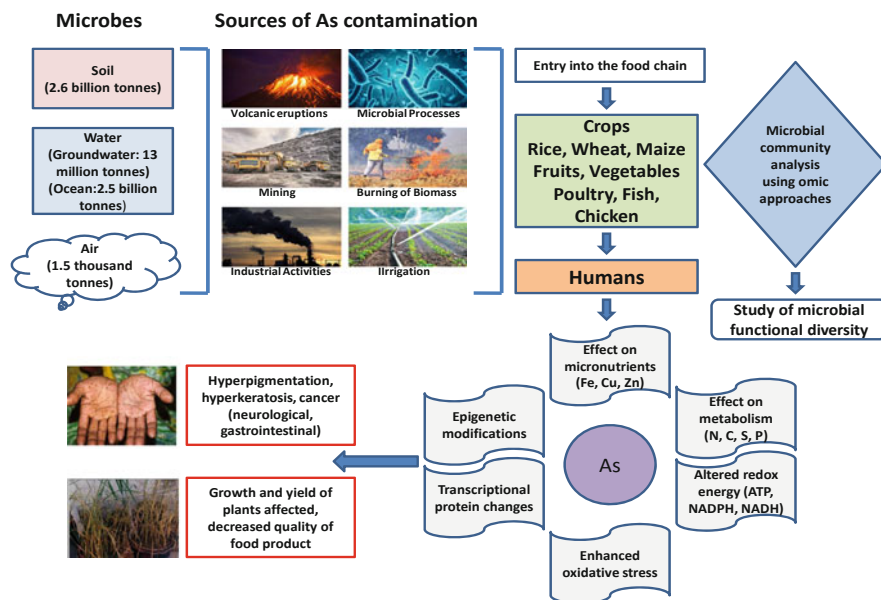 Microbes
Soil
(2.6 billion tonnes)
Water
(Groundwater: 13
million tonnes)
(Ocean:2.5 billion
tonnes)
Air
(1.5 thousand
tonnes)
Sources of As contamination
Volcanic eruptions
Microbial Processes
Mining
Burning of Biomass
Industrial Activities
IIrrigation
Entry into the food chain
Crops
Rice, Wheat, Maize
Fruits, Vegetables
Poultry, Fish,
Chicken
Humans
Microbial
community
analysis
using omic
approaches
Study of microbial
functional diversity
Effect on
micronutrients
(Fe, Cu, Zn)
Epigenetic
modifications
Effect on
metabolism
(N, C, S, P)
As
Transcriptional
protein changes
Altered redox
energy (ATP,
NADPH, NADH)
Enhanced
oxidative stress
Hyperpigmentation,
hyperkeratosis, cancer
(neurological,
gastrointestinal)
Growth and yield of
plants affected,
decreased quality of
food product